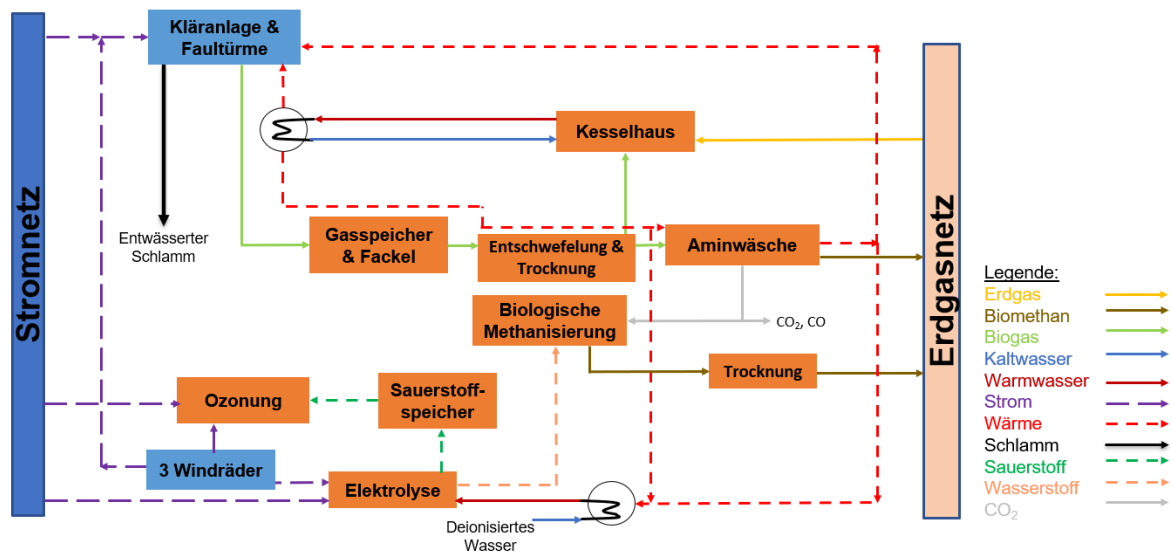 Stromnetz
Kläranlage &
Faultürme
Entwässerter
Schlamm
Kesselhaus
Gasspeicher
& Fackel
Entschwefelung &
Trocknung
Aminwäsche
Biologische
Methanisierung
CO₂, CO
Trocknung
Ozonung
Sauerstoff-
speicher
3 Windräder
Elektrolyse
Deionisiertes
Wasser
Erdgasnetz
Legende:
Erdgas
Biomethan
Biogas
Kaltwasser
Warmwasser
Strom
Wärme
Schlamm
Sauerstoff
Wasserstoff
CO₂